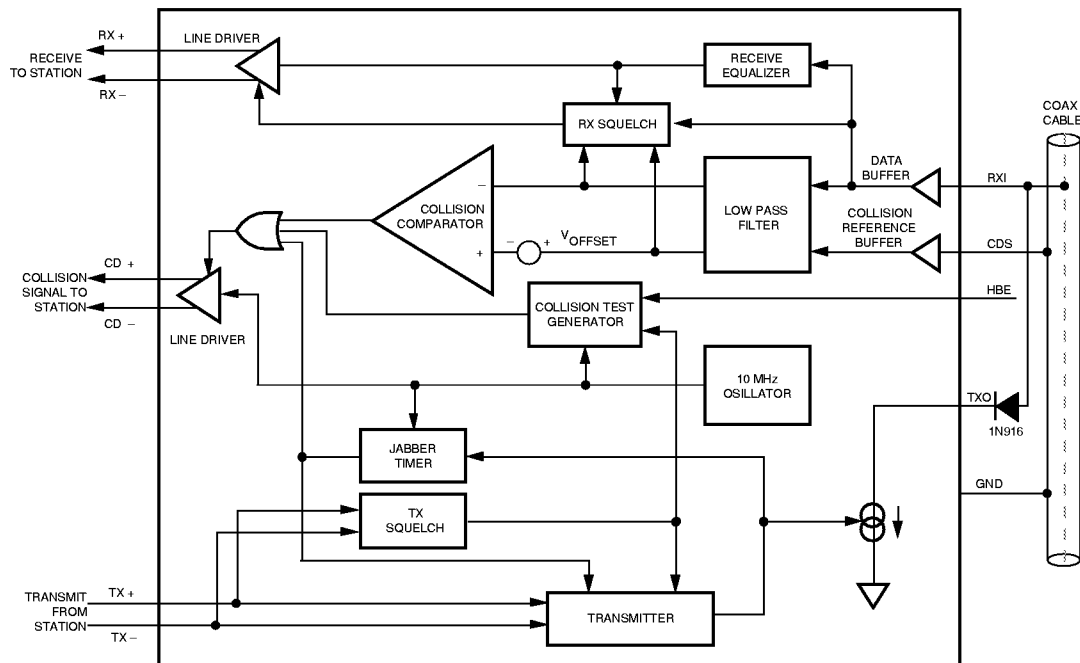 RX +
LINE DRIVER
RECEIVE
TO STATION
RX –
RECEIVE
EQUALIZER
RX SQUELCH
COAX
CABLE
DATA
BUFFER
RXI
–
COLLISION
COMPARATOR
+
–
+
VOFFSET
LOW PASS
FILTER
COLLISION
REFERENCE
BUFFER
CDS
CD +
COLLISION
SIGNAL TO
STATION
CD –
LINE DRIVER
COLLISION TEST
GENERATOR
HBE
10 MHz
OSILLATOR
TXO
1N916
JABBER
TIMER
GND
TX
SQUELCH
TRANSMIT
FROM
STATION
TX +
TX –
TRANSMITTER